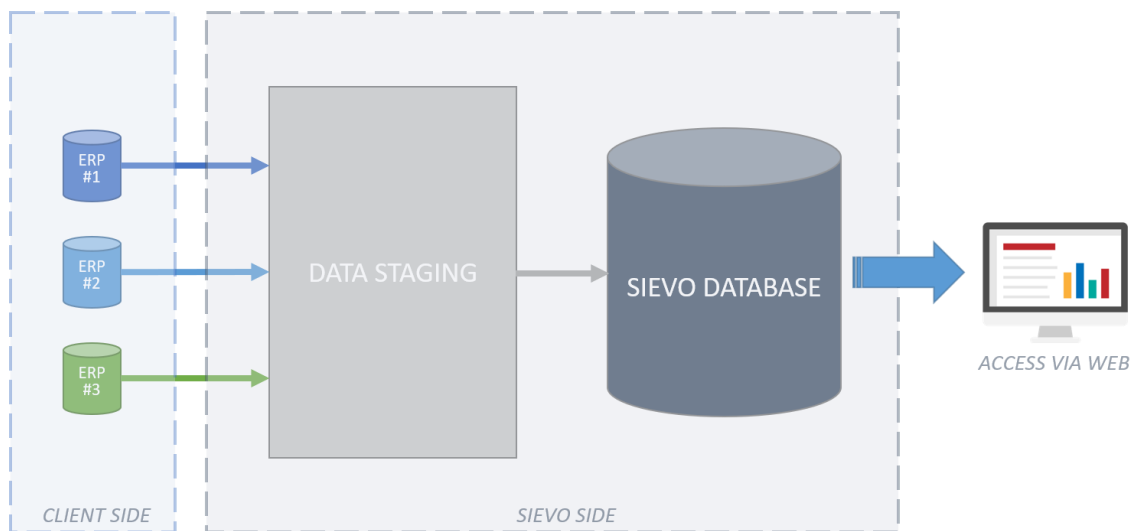 ERP
#1
ERP
#2
ERP
#3
DATA STAGING
SIEVO DATABASE
ACCESS VIA WEB
CLIENT SIDE
SIEVO SIDE